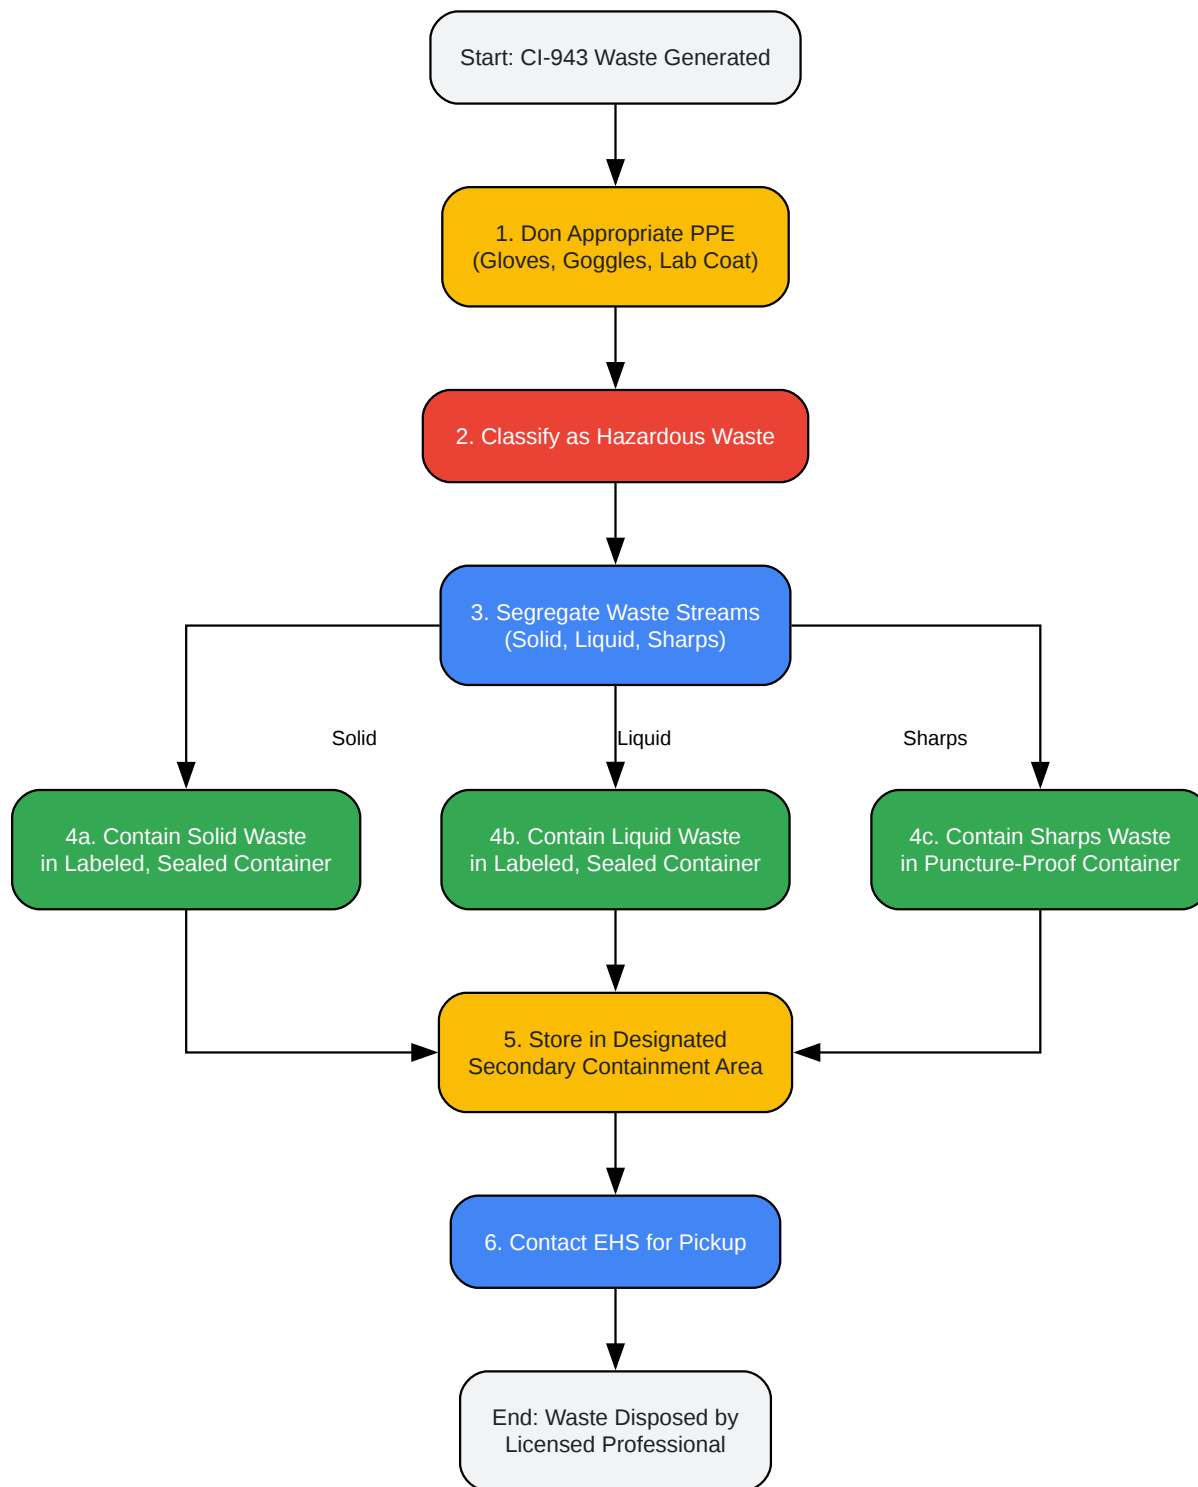 Start: CI-943 Waste Generated
1. Don Appropriate PPE
(Gloves, Goggles, Lab Coat)
2. Classify as Hazardous Waste
3. Segregate Waste Streams
(Solid, Liquid, Sharps)
Solid
Liquid
Sharps
4a. Contain Solid Waste
in Labeled, Sealed Container
4b. Contain Liquid Waste
in Labeled, Sealed Container
4c. Contain Sharps Waste
in Puncture-Proof Container
5. Store in Designated
Secondary Containment Area
6. Contact EHS for Pickup
End: Waste Disposed by
Licensed Professional